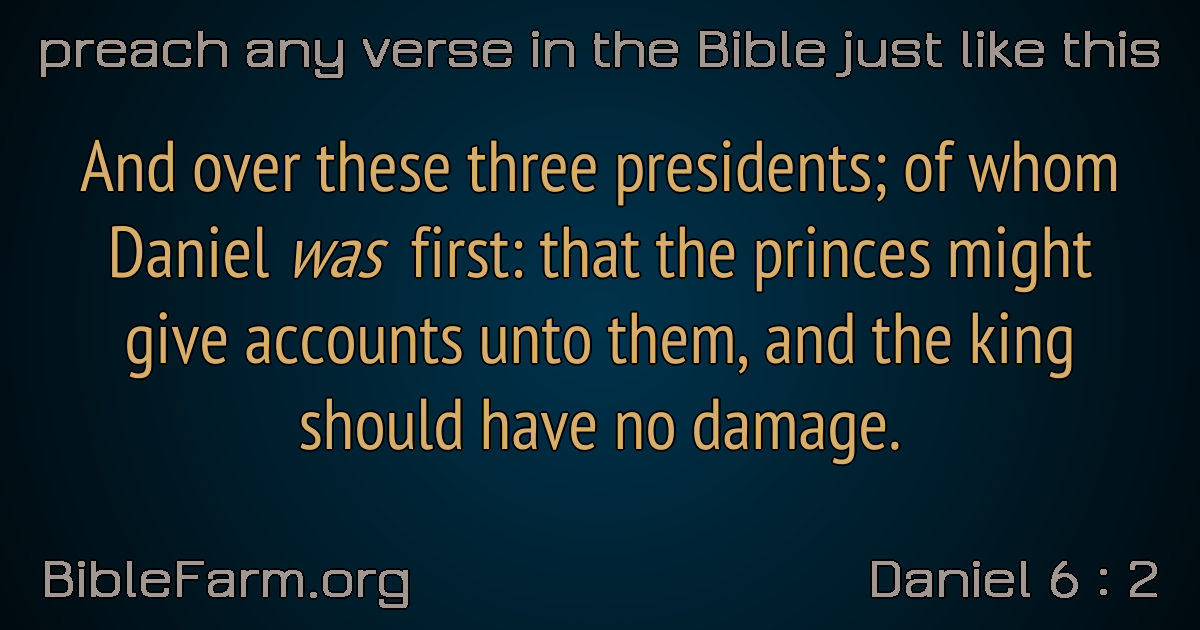 preach any verse in the Bible just like this
And over these three presidents; of whom
Daniel was first: that the princes might
give accounts unto them, and the king
should have no damage.
BibleFarm.org
Daniel 6 : 2